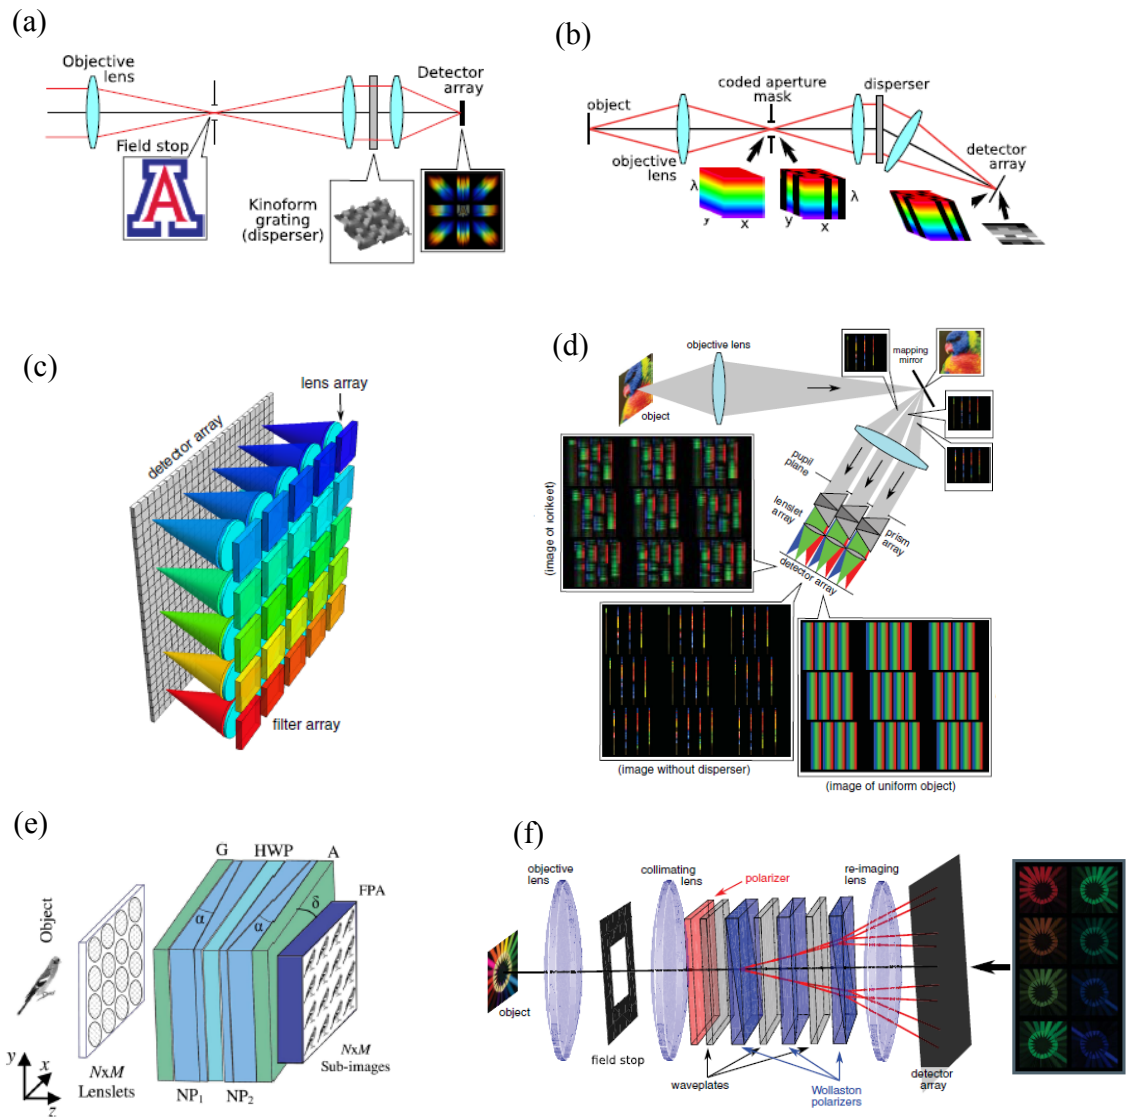 (a)
Objective
lens
Field stop
A
Kinoform
grating
(disperser)
Detector
array
(b)
object
objective
lens
coded aperture
mask
disperser
detector
array
λ
y
x
y
x
λ
(c)
detector array
lens array
filter array
(d)
objective lens
object
mapping
mirror
pupil
plane
lenslet
array
prism
array
detector array
(image of lorikeet)
(image without disperser)
(image of uniform object)
(e)
Object
y
x
z
NxM
Lenslets
G
HWP
A
α
α
δ
NP1
NP2
FPA
NxM
Sub-images
(f)
object
objective
lens
field stop
collimating
lens
polarizer
waveplates
Wollaston
polarizers
re-imaging
lens
detector
array